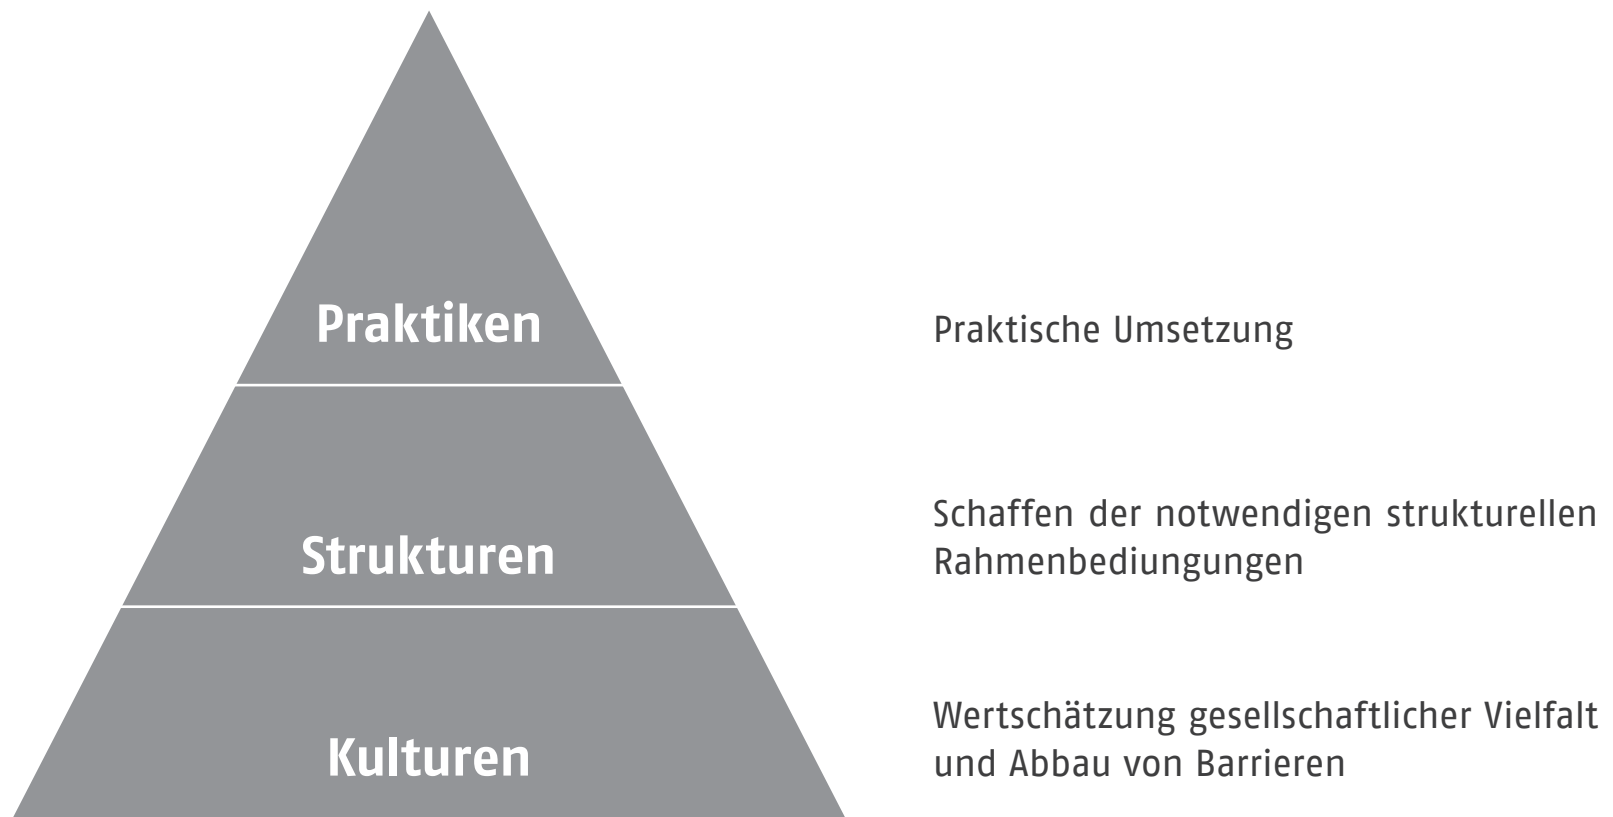 Praktiken
Praktische Umsetzung
Strukturen
Schaffen der notwendigen strukturellen
Rahmenbediungungen
Kulturen
Wertschätzung gesellschaftlicher Vielfalt
und Abbau von Barrieren